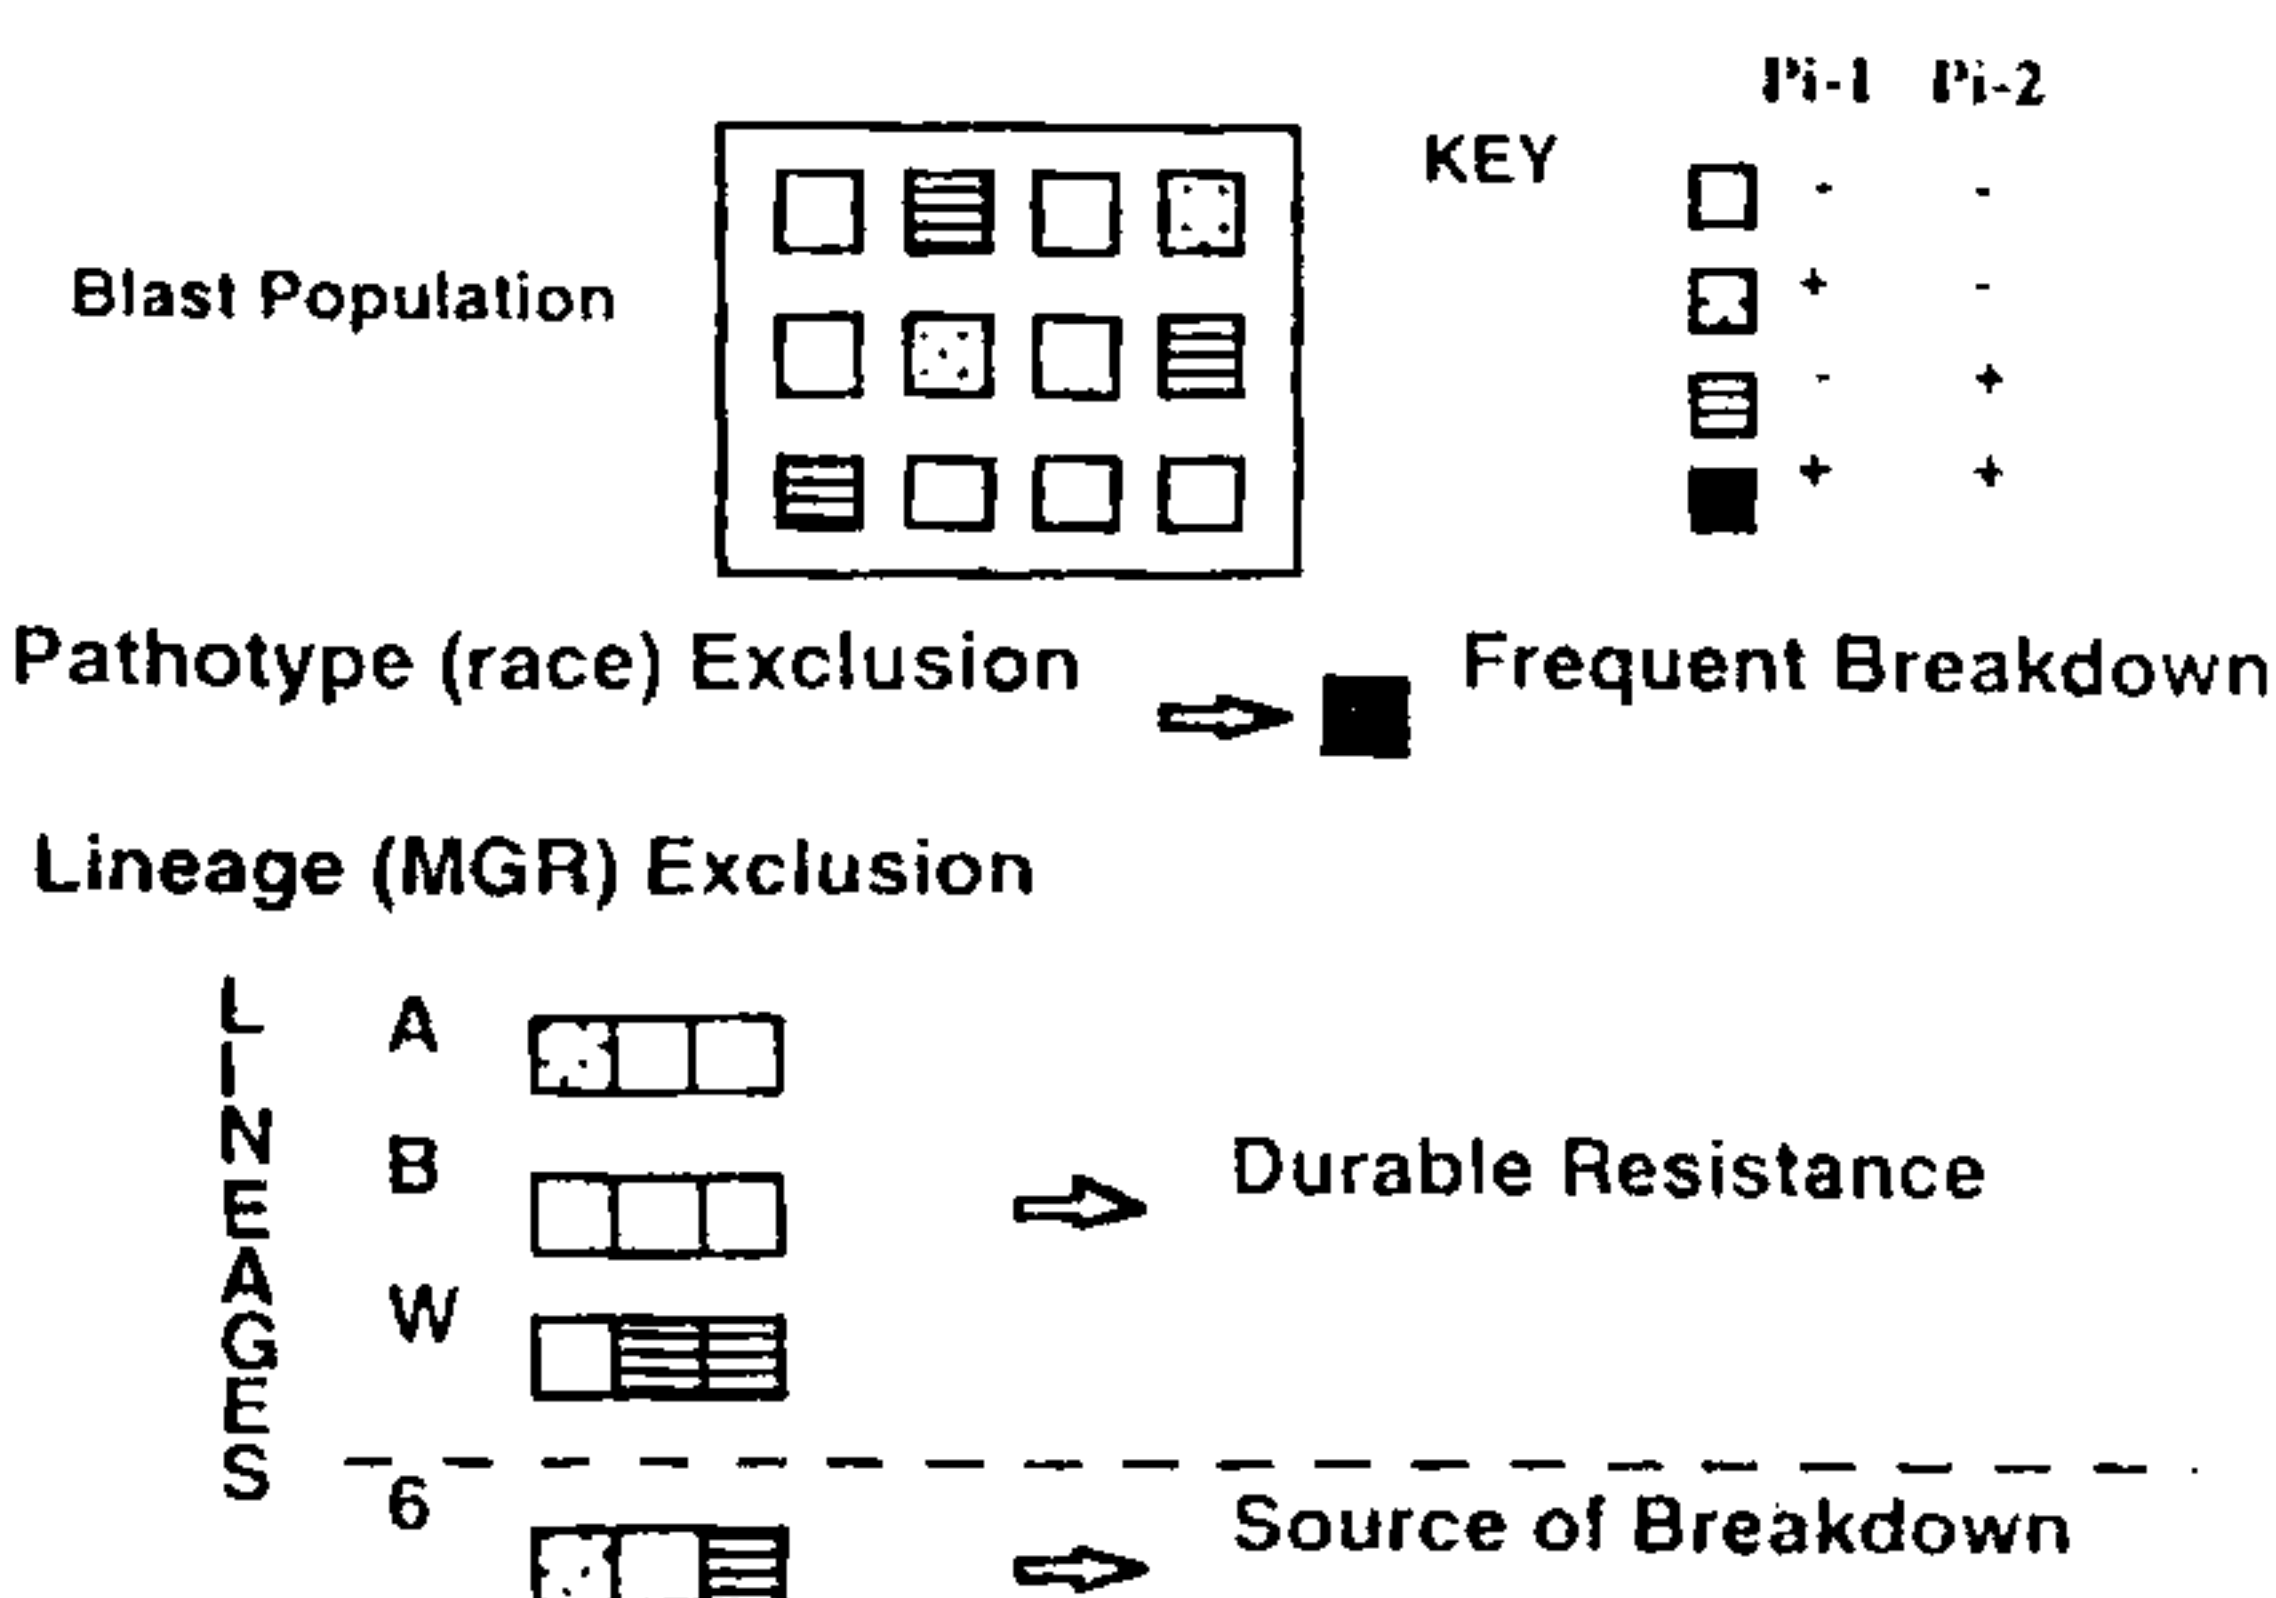 Pi-1 Pi-2
KEY
- -
+ -
- +
+ +
Blast Population
Pathotype (race) Exclusion
Frequent Breakdown
Lineage (MGR) Exclusion
LINEAGES
A
B
Durable Resistance
W
6
Source of Breakdown